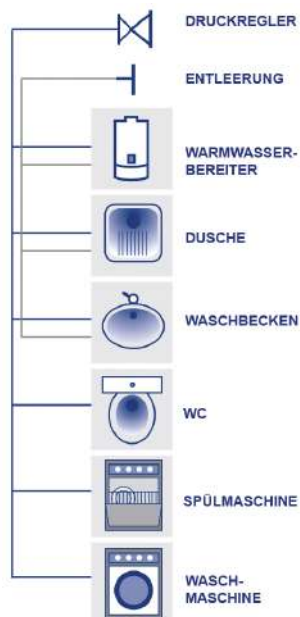 DRUCKREGLER
ENTLEERUNG
WARMWASSER-
BEREITER
DUSCHE
WASCHBECKEN
WC
SPÜLMASCHINE
WASCH-
MASCHINE